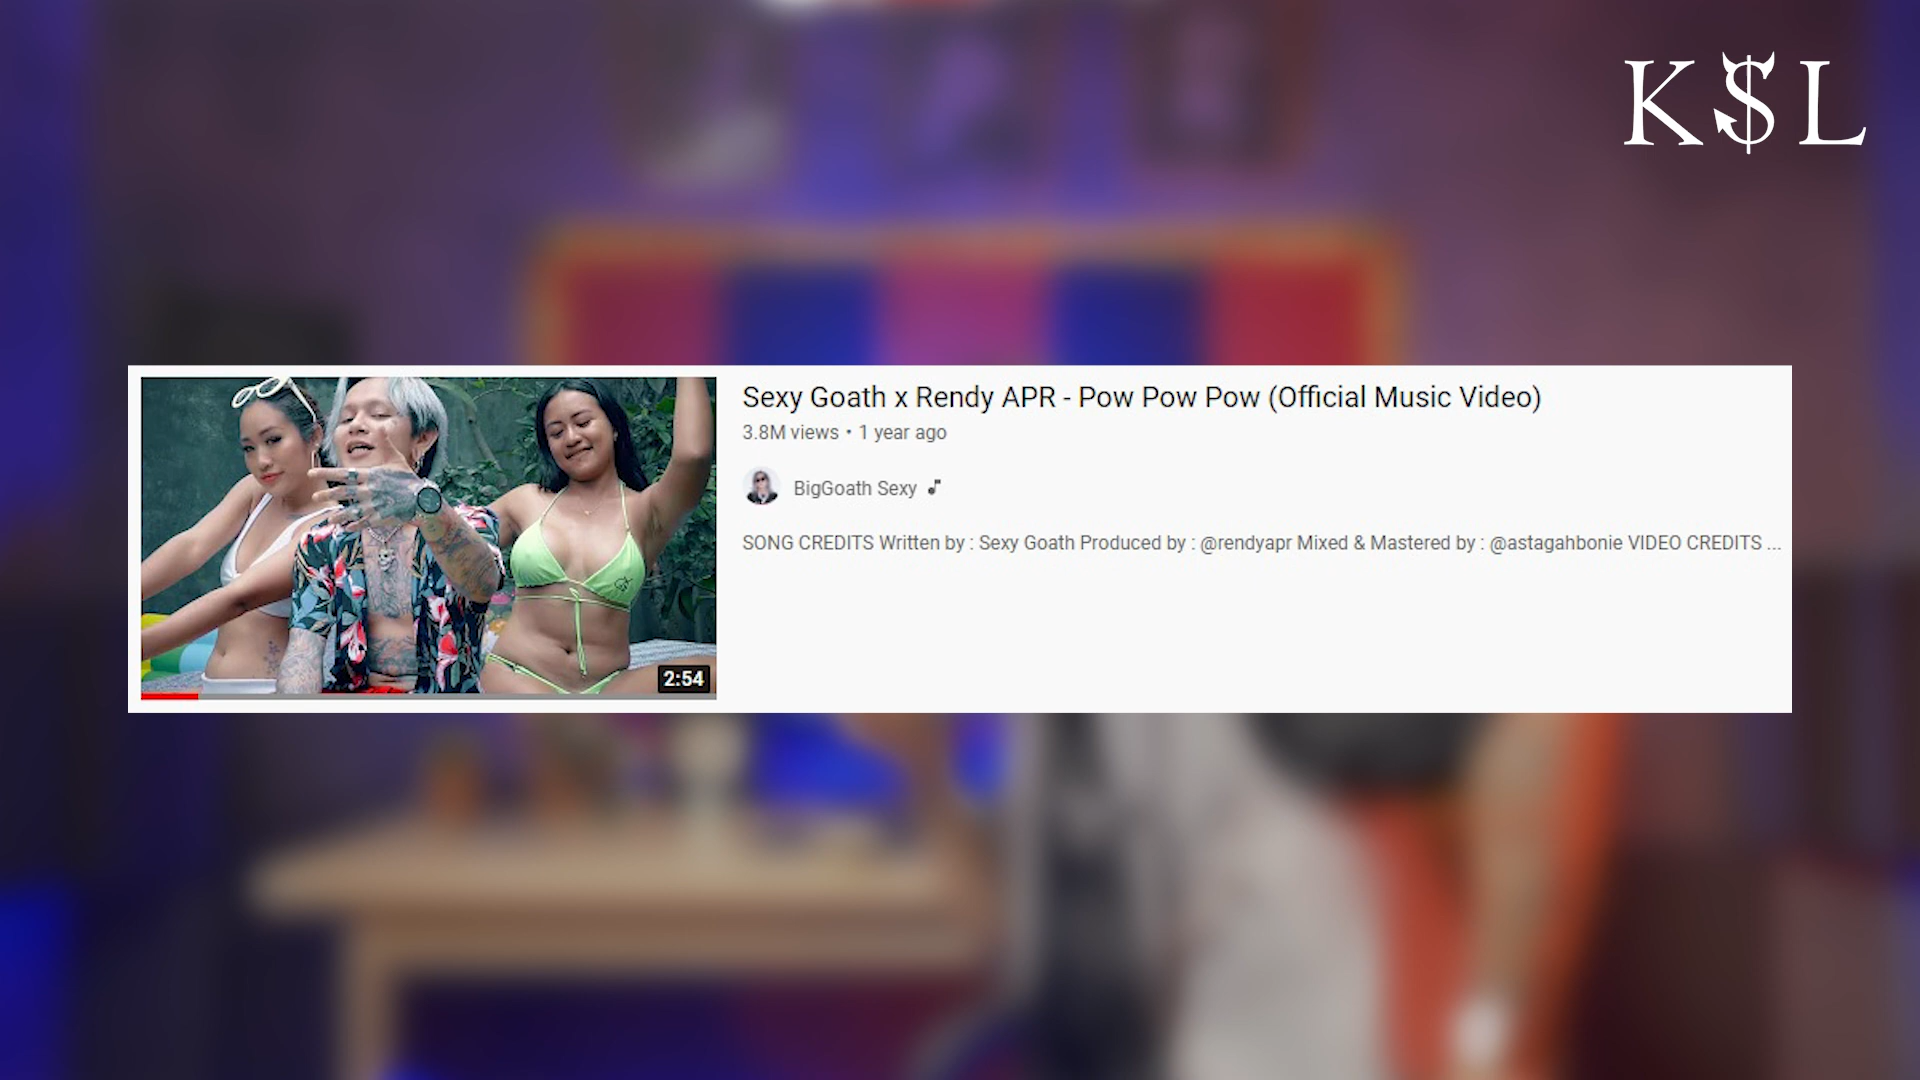 K$L
Sexy Goath x Rendy APR - Pow Pow Pow (Official Music Video)
3.8M views • 1 year ago
BigGoath Sexy
SONG CREDITS Written by : Sexy Goath Produced by : @rendyapr Mixed & Mastered by : @astagahbonie VIDEO CREDITS ...
2:54